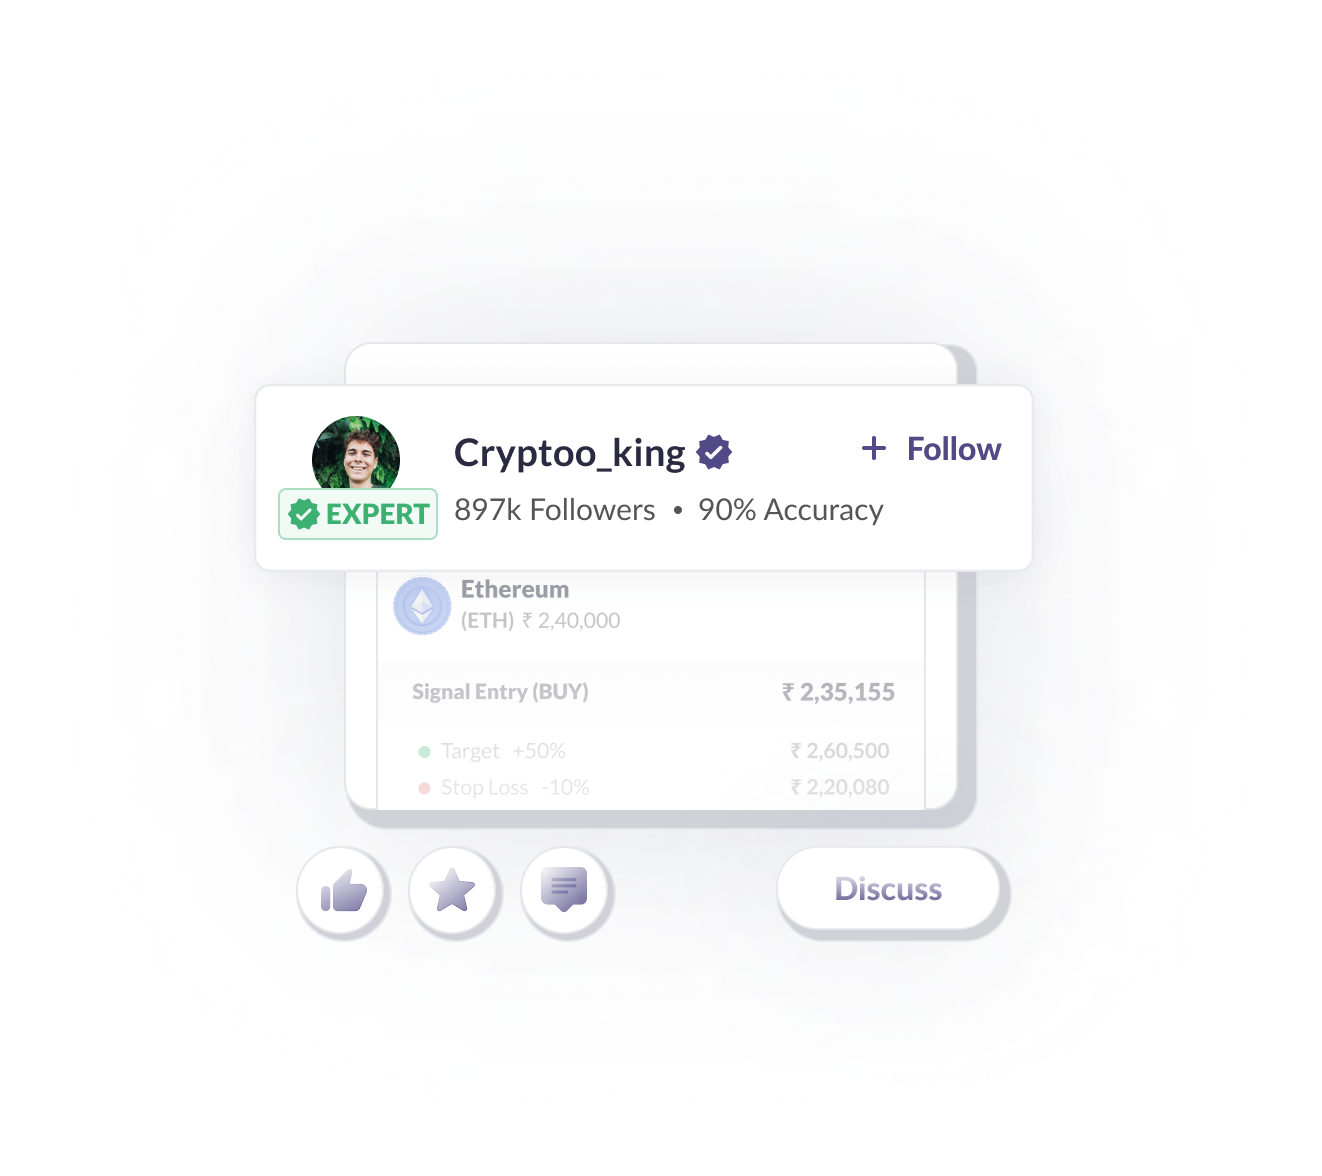 Cryptoo_king
+ Follow
EXPERT
897k Followers • 90% Accuracy
Ethereum
(ETH) ₹ 2,40,000
Signal Entry (BUY) ₹ 2,35,155
Target +50% ₹ 2,60,500
Stop Loss -10% ₹ 2,20,080
Discuss